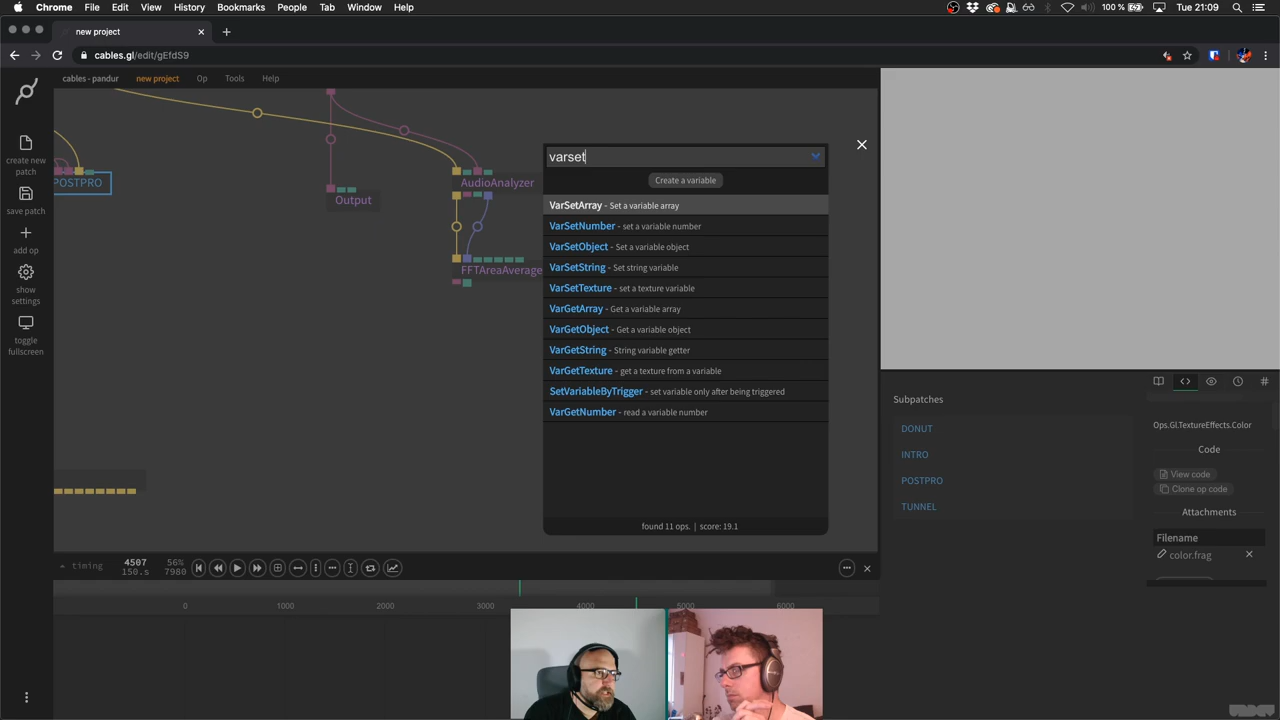 Chrome File Edit View History Bookmarks People Tab Window Help 100 % Tue 21:09
new project
cables.gl/edit/gEfdS9
cables - pandur new project Op Tools Help
create new patch
save patch
add op
show settings
toggle fullscreen
POSTPRO
Output
AudioAnalyzer
FFTAreaAverage
varset
Create a variable
VarSetArray - Set a variable array
VarSetNumber - set a variable number
VarSetObject - Set a variable object
VarSetString - Set string variable
VarSetTexture - set a texture variable
VarGetArray - Get a variable array
VarGetObject - Get a variable object
VarGetString - String variable getter
VarGetTexture - get a texture from a variable
SetVariableByTrigger - set variable only after being triggered
VarGetNumber - read a variable number
found 11 ops. | score: 19.1
Subpatches
DONUT
INTRO
POSTPRO
TUNNEL
Ops.Gl.TextureEffects.Color
Code
View code
Clone op code
Attachments
Filename
color.frag
timing
4507
150.s
56%
7980
0 1000 2000 3000 4000 5000 6000